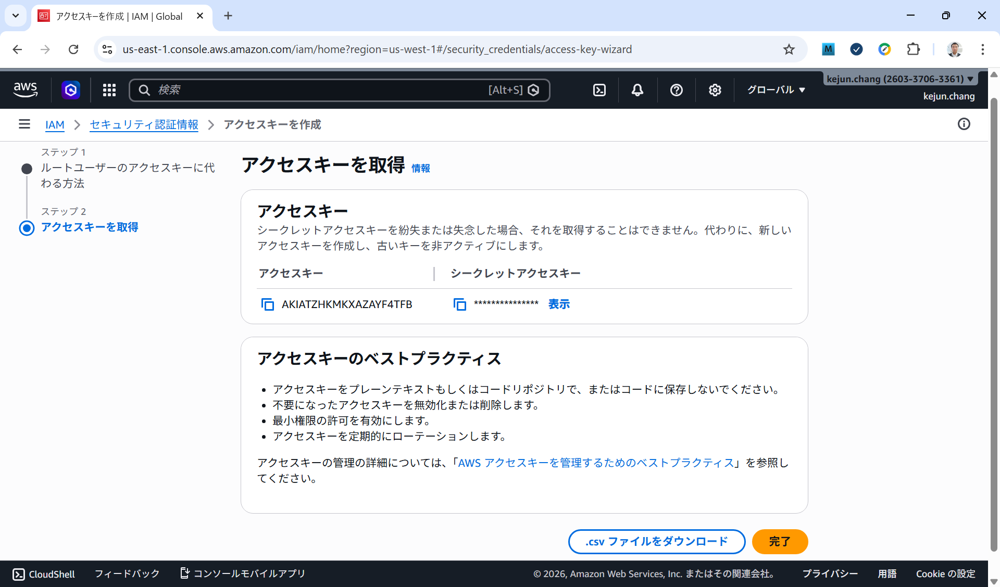 アクセスキーを作成 | IAM | Global
us-east-1.console.aws.amazon.com/iam/home?region=us-west-1#/security_credentials/access-key-wizard
M
aws
検索
[Alt+S]
グローバル ▼
kejun.chang (2603-3706-3361) ▼
kejun.chang
IAM
セキュリティ認証情報
アクセスキーを作成
ステップ 1
ルートユーザーのアクセスキーに代
わる方法
ステップ 2
アクセスキーを取得
アクセスキーを取得 情報
アクセスキー
シークレットアクセスキーを紛失または失念した場合、それを取得することはできません。代わりに、新しい
アクセスキーを作成し、古いキーを非アクティブにします。
アクセスキー
シークレットアクセスキー
AKIATZHKMKXAZAYF4TFB
*************** 表示
アクセスキーのベストプラクティス
• アクセスキーをプレーンテキストもしくはコードリポジトリで、またはコードに保存しないでください。
• 不要になったアクセスキーを無効化または削除します。
• 最小権限の許可を有効にします。
• アクセスキーを定期的にローテーションします。
アクセスキーの管理の詳細については、「AWS アクセスキーを管理するためのベストプラクティス」を参照し
てください。
.csv ファイルをダウンロード
完了
CloudShell
フィードバック
コンソールモバイルアプリ
© 2026, Amazon Web Services, Inc. またはその関連会社。
プライバシー
用語
Cookie の設定